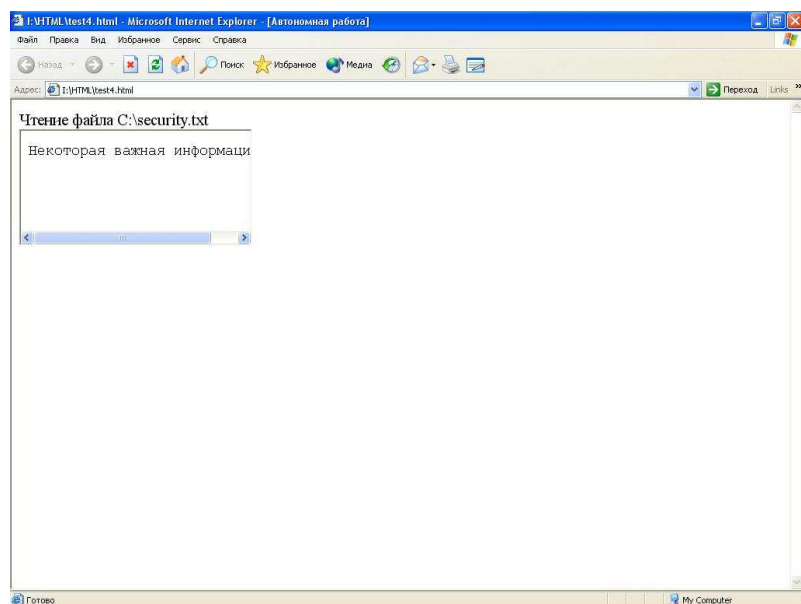 I:\HTML\test4.html - Microsoft Internet Explorer - [Автономная работа]
Файл Правка Вид Избранное Сервис Справка
Назад Поиск Избранное Медиа
Адрес: I:\HTML\test4.html Переход Links »
Чтение файла C:\security.txt
Некоторая важная информаци
Готово My Computer